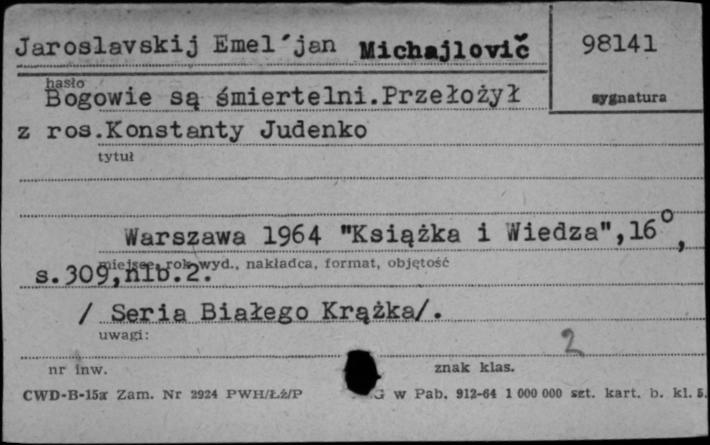 Jaroslavskij Emel´jan Michajlovič 98141
hasło
Bogowie są śmiertelni.Przełożył sygnatura
z ros.Konstanty Judenko
tytuł
Warszawa 1964 "Książka i Wiedza",16°,
miejsce, rok wyd., nakładca, format, objętość
s.309,nlb.2.
/ Seria Białego Krążka/.
uwagi:
2
nr inw. znak klas.
CWD-B-15a Zam. Nr 2924 PWH/Łż/P G w Pab. 912-64 1 000 000 szt. kart. b. kl. 5.